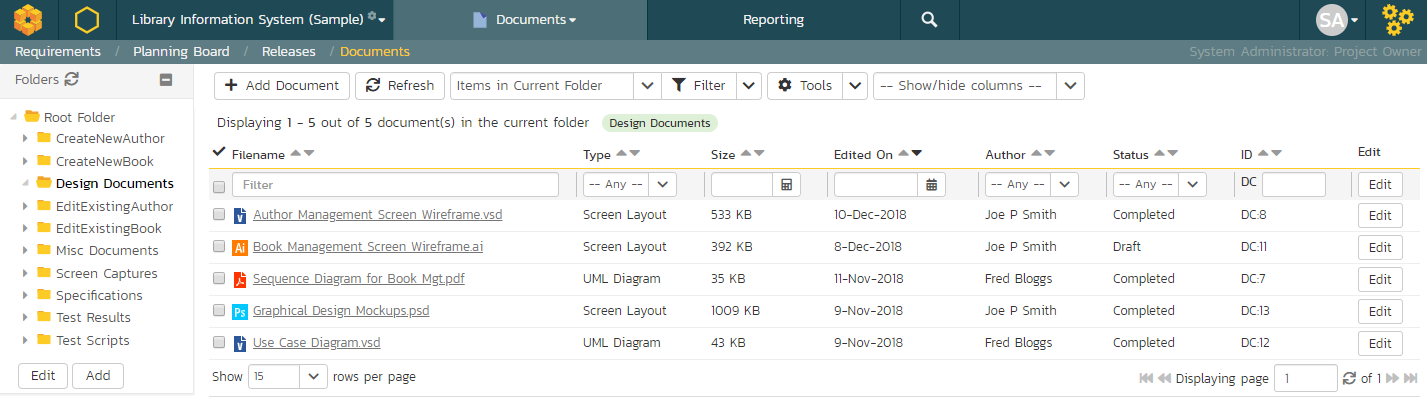 Library Information System (Sample) Documents Reporting SA
Requirements / Planning Board / Releases / Documents System Administrator: Project Owner
Folders
Root Folder
CreateNewAuthor
CreateNewBook
Design Documents
EditExistingAuthor
EditExistingBook
Misc Documents
Screen Captures
Specifications
Test Results
Test Scripts
Edit Add
Add Document Refresh Items in Current Folder Filter Tools -- Show/hide columns --
Displaying 1 - 5 out of 5 document(s) in the current folder Design Documents
Filename Type Size Edited On Author Status ID Edit
Filter -- Any -- -- Any -- -- Any -- DC Edit
Author Management Screen Wireframe.vsd Screen Layout 533 KB 10-Dec-2018 Joe P Smith Completed DC:8 Edit
Ai Book Management Screen Wireframe.ai Screen Layout 392 KB 8-Dec-2018 Joe P Smith Draft DC:11 Edit
Sequence Diagram for Book Mgt.pdf UML Diagram 35 KB 11-Nov-2018 Fred Bloggs Completed DC:7 Edit
Ps Graphical Design Mockups.psd Screen Layout 1009 KB 9-Nov-2018 Joe P Smith Completed DC:13 Edit
Use Case Diagram.vsd UML Diagram 43 KB 9-Nov-2018 Fred Bloggs Completed DC:12 Edit
Show 15 rows per page Displaying page 1 of 1